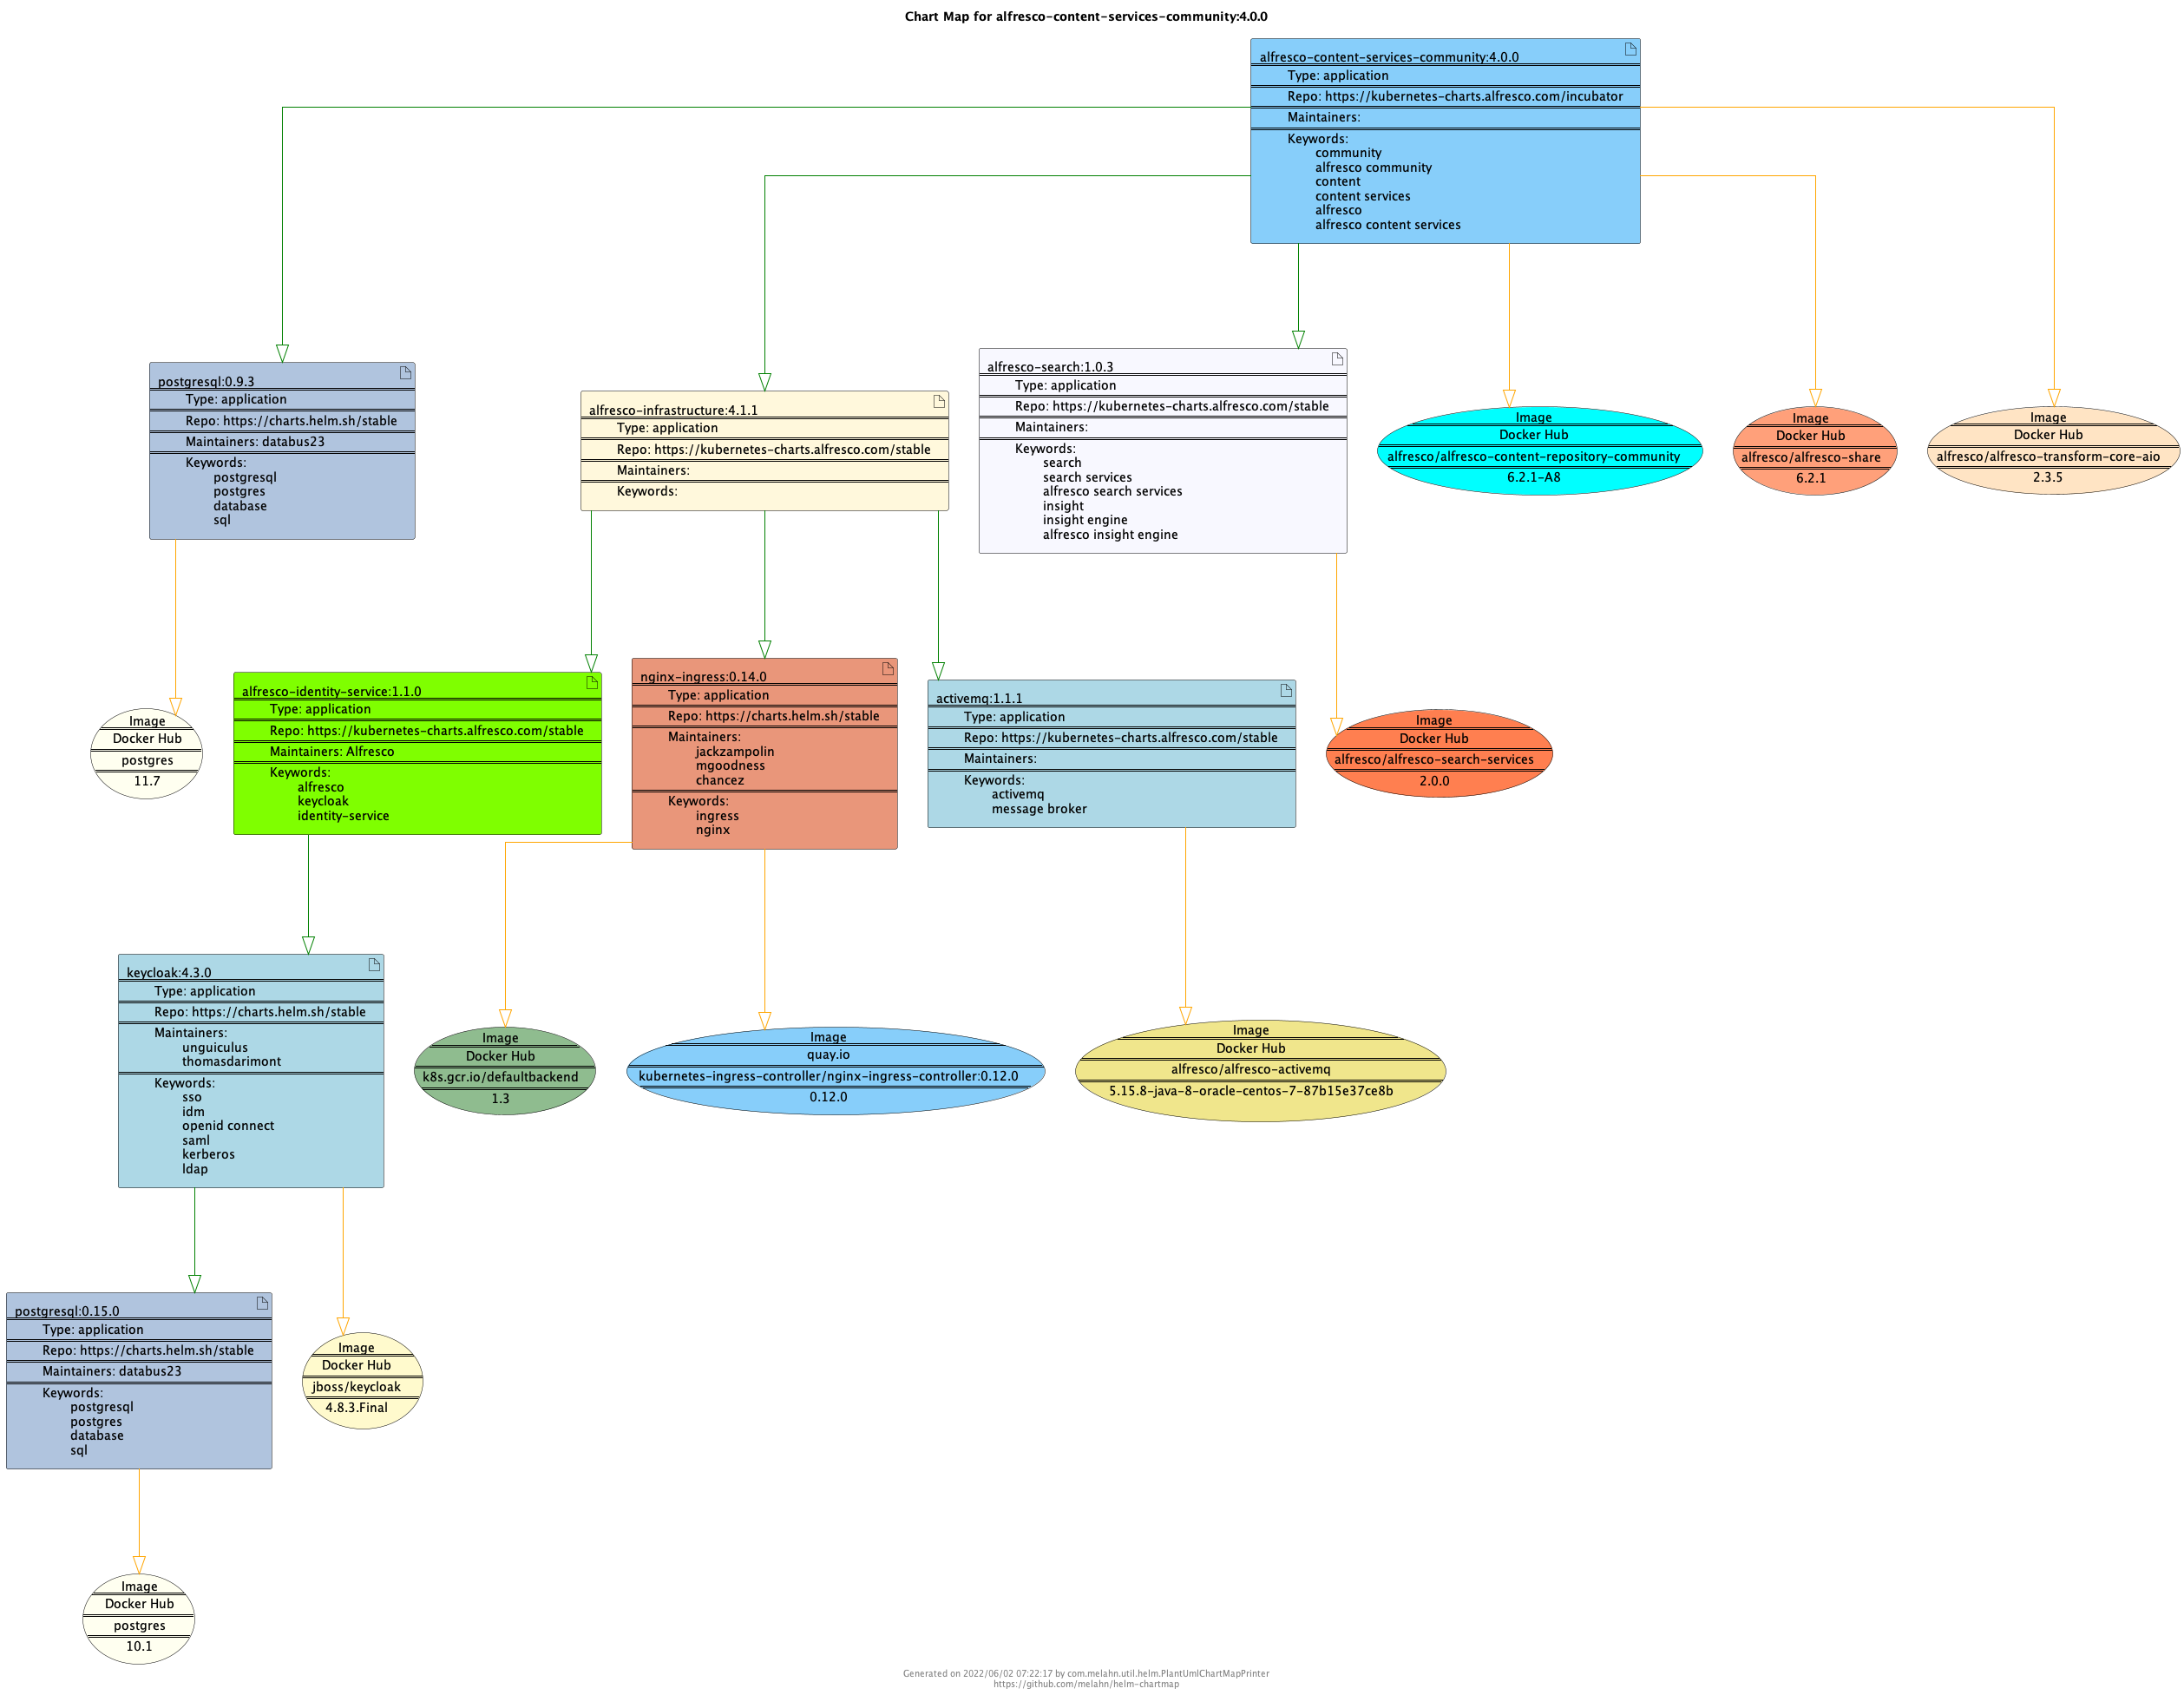 Chart Map for alfresco-content-services-community:4.0.0
alfresco-content-services-community:4.0.0
Type: application
Repo: https://kubernetes-charts.alfresco.com/incubator
Maintainers:
Keywords:
community
alfresco community
content
content services
alfresco
alfresco content services
postgresql:0.9.3
Type: application
Repo: https://charts.helm.sh/stable
Maintainers: databus23
Keywords:
postgresql
postgres
database
sql
alfresco-infrastructure:4.1.1
Type: application
Repo: https://kubernetes-charts.alfresco.com/stable
Maintainers:
Keywords:
alfresco-search:1.0.3
Type: application
Repo: https://kubernetes-charts.alfresco.com/stable
Maintainers:
Keywords:
search
search services
alfresco search services
insight
insight engine
alfresco insight engine
Image
Docker Hub
alfresco/alfresco-content-repository-community
6.2.1-A8
Image
Docker Hub
alfresco/alfresco-share
6.2.1
Image
Docker Hub
alfresco/alfresco-transform-core-aio
2.3.5
Image
Docker Hub
postgres
11.7
alfresco-identity-service:1.1.0
Type: application
Repo: https://kubernetes-charts.alfresco.com/stable
Maintainers: Alfresco
Keywords:
alfresco
keycloak
identity-service
nginx-ingress:0.14.0
Type: application
Repo: https://charts.helm.sh/stable
Maintainers:
jackzampolin
mgoodness
chancez
Keywords:
ingress
nginx
activemq:1.1.1
Type: application
Repo: https://kubernetes-charts.alfresco.com/stable
Maintainers:
Keywords:
activemq
message broker
Image
Docker Hub
alfresco/alfresco-search-services
2.0.0
keycloak:4.3.0
Type: application
Repo: https://charts.helm.sh/stable
Maintainers:
unguiculus
thomasdarimont
Keywords:
sso
idm
openid connect
saml
kerberos
ldap
Image
Docker Hub
k8s.gcr.io/defaultbackend
1.3
Image
quay.io
kubernetes-ingress-controller/nginx-ingress-controller:0.12.0
0.12.0
Image
Docker Hub
alfresco/alfresco-activemq
5.15.8-java-8-oracle-centos-7-87b15e37ce8b
postgresql:0.15.0
Type: application
Repo: https://charts.helm.sh/stable
Maintainers: databus23
Keywords:
postgresql
postgres
database
sql
Image
Docker Hub
jboss/keycloak
4.8.3.Final
Image
Docker Hub
postgres
10.1
Generated on 2022/06/02 07:22:17 by com.melahn.util.helm.PlantUmlChartMapPrinter
https://github.com/melahn/helm-chartmap